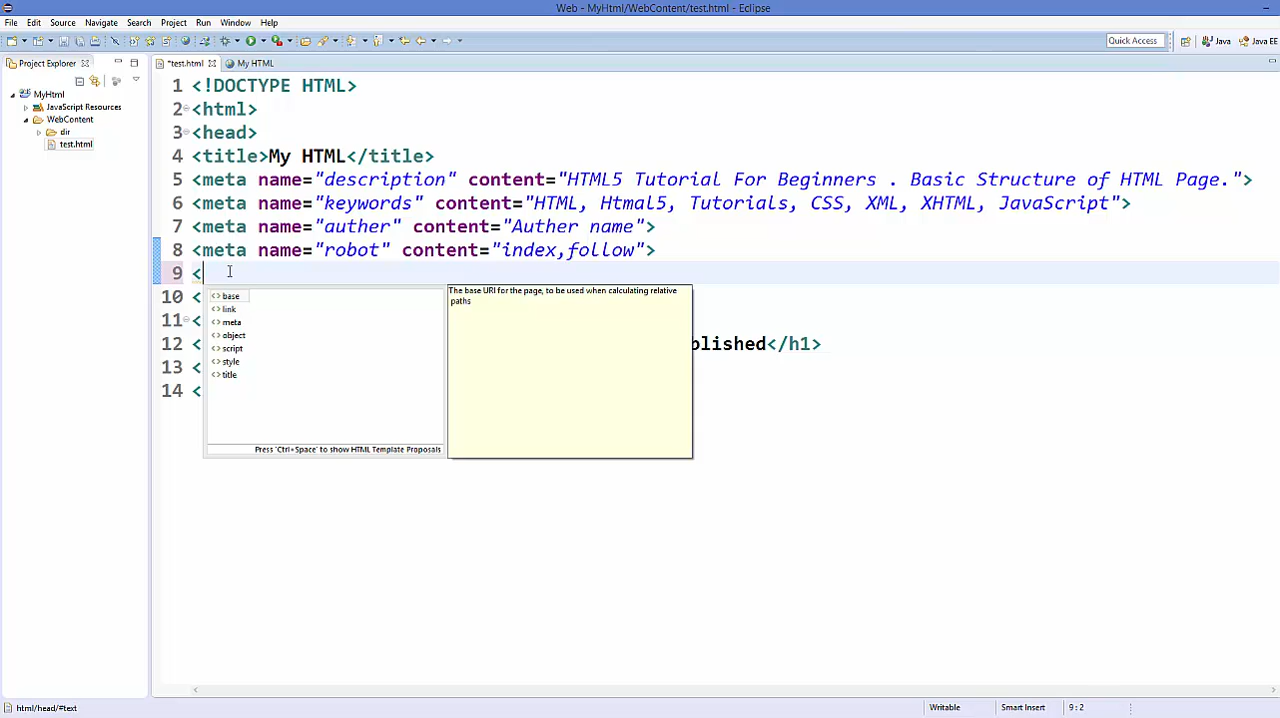 Web - MyHtml/WebContent/test.html - Eclipse
File Edit Source Navigate Search Project Run Window Help
Quick Access Java Java EE
Project Explorer
*test.html My HTML
MyHtml
JavaScript Resources
WebContent
dir
test.html
1 <!DOCTYPE HTML>
2 <html>
3 <head>
4 <title>My HTML</title>
5 <meta name="description" content="HTML5 Tutorial For Beginners . Basic Structure of HTML Page.">
6 <meta name="keywords" content="HTML, Htmal5, Tutorials, CSS, XML, XHTML, JavaScript">
7 <meta name="auther" content="Auther name">
8 <meta name="robot" content="index,follow">
9 <
10 <
11 <
12 < blished</h1>
13 <
14 <
<> base
<> link
<> meta
<> object
<> script
<> style
<> title
Press 'Ctrl+Space' to show HTML Template Proposals
The base URI for the page, to be used when calculating relative
paths
html/head/#text Writable Smart Insert 9 : 2